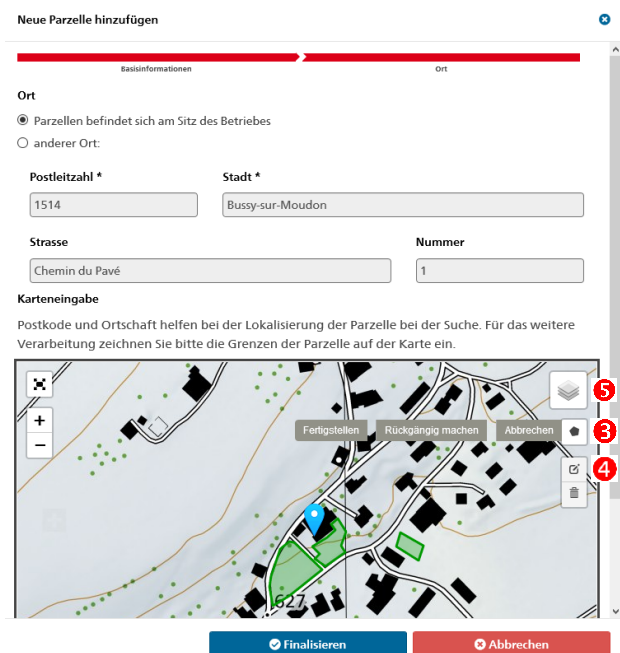 Neue Parzelle hinzufügen
Basisinformationen
Ort
Ort
Parzellen befindet sich am Sitz des Betriebes
anderer Ort:
Postleitzahl * Stadt *
1514 Bussy-sur-Moudon
Strasse Nummer
Chemin du Pavé 1
Karteneingabe
Postkode und Ortschaft helfen bei der Lokalisierung der Parzelle bei der Suche. Für das weitere
Verarbeitung zeichnen Sie bitte die Grenzen der Parzelle auf der Karte ein.
5
+
Fertigstellen Rückgängig machen Abbrechen 3
−
4
627
Finalisieren Abbrechen